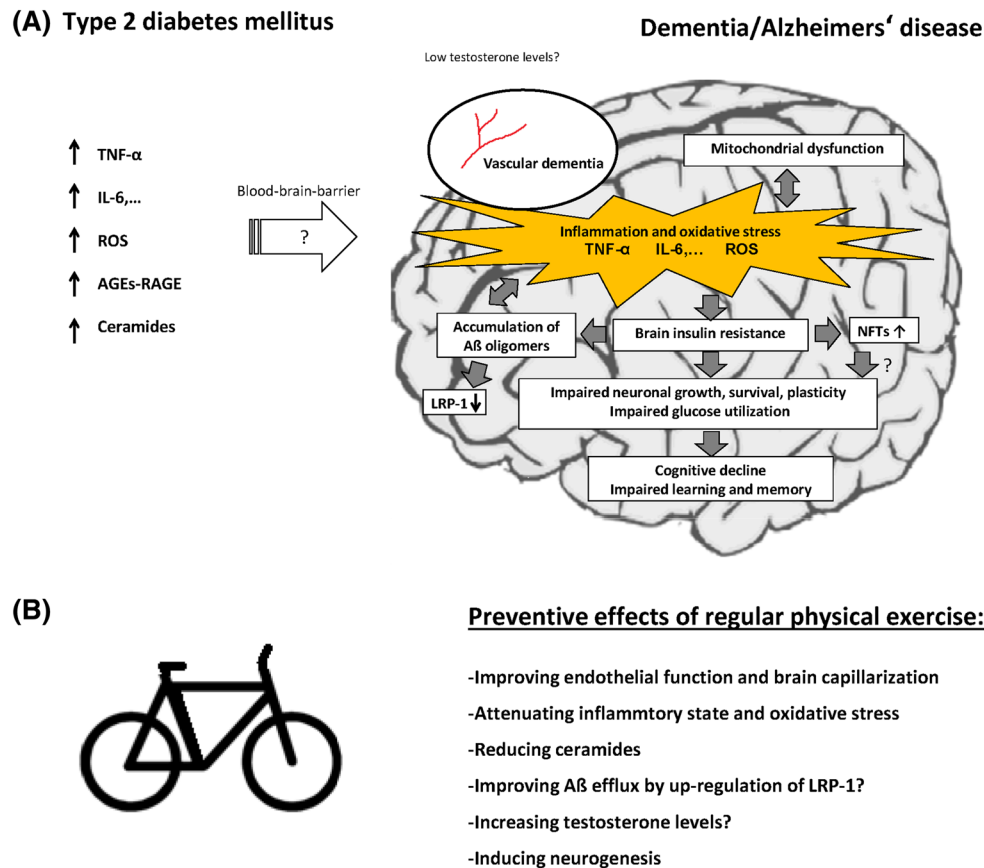 (A) Type 2 diabetes mellitus
Dementia/Alzheimers‘ disease
Low testosterone levels?
Vascular dementia
Mitochondrial dysfunction
↑ TNF-α
↑ IL-6,...
↑ ROS
↑ AGEs-RAGE
↑ Ceramides
Blood-brain-barrier
?
Inflammation and oxidative stress
TNF-α IL-6,... ROS
Accumulation of
Aß oligomers
Brain insulin resistance
NFTs ↑
?
LRP-1 ↓
Impaired neuronal growth, survival, plasticity
Impaired glucose utilization
Cognitive decline
Impaired learning and memory
(B)
Preventive effects of regular physical exercise:
-Improving endothelial function and brain capillarization
-Attenuating inflammtory state and oxidative stress
-Reducing ceramides
-Improving Aß efflux by up-regulation of LRP-1?
-Increasing testosterone levels?
-Inducing neurogenesis